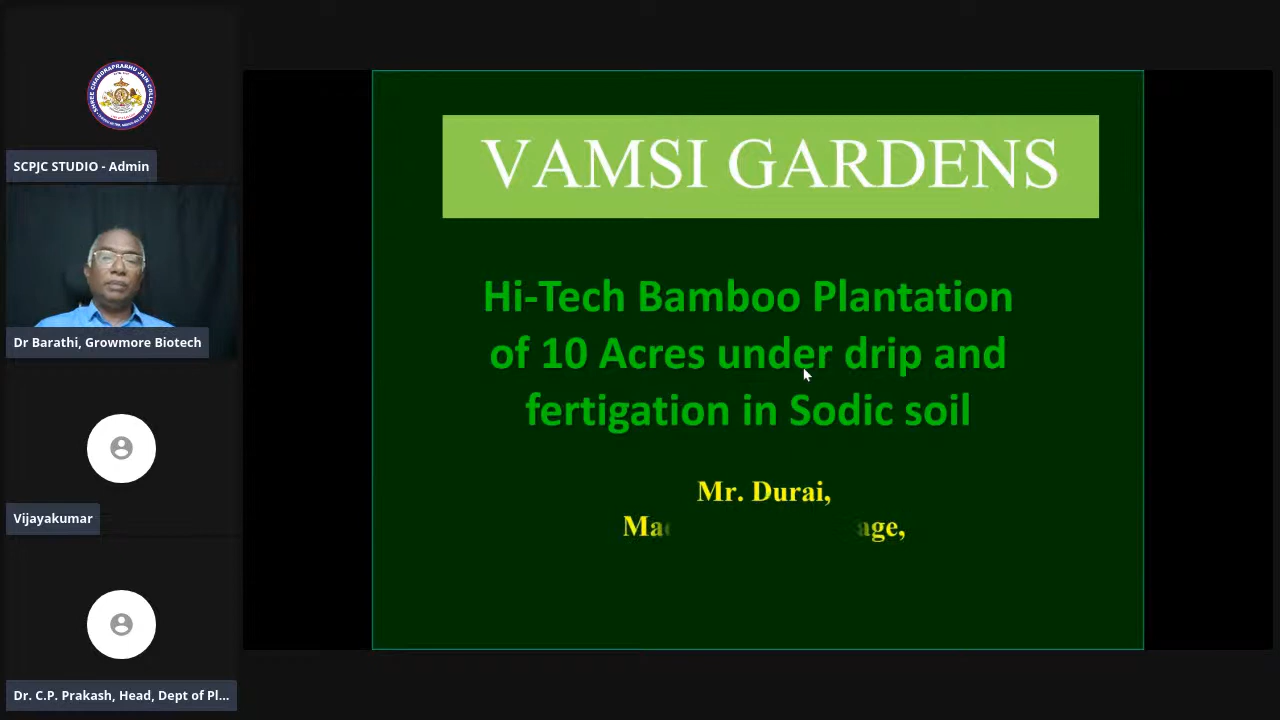 SCPJC STUDIO - Admin
Dr Barathi, Growmore Biotech
Vijayakumar
Dr. C.P. Prakash, Head, Dept of Pl...
VAMSI GARDENS
Hi-Tech Bamboo Plantation
of 10 Acres under drip and
fertigation in Sodic soil
Mr. Durai,